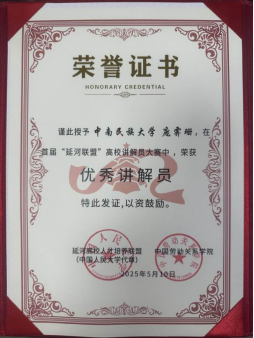 荣誉证书
HONORARY CREDENTIAL
谨此授予 中南民族大学 庞霁珊，在
首届“延河联盟”高校讲解员大赛中，荣获
优秀讲解员
特此发证，以资鼓励。
延河高校人才培养联盟 中国劳动关系学院
（中国人民大学代章）
2025年5月10日